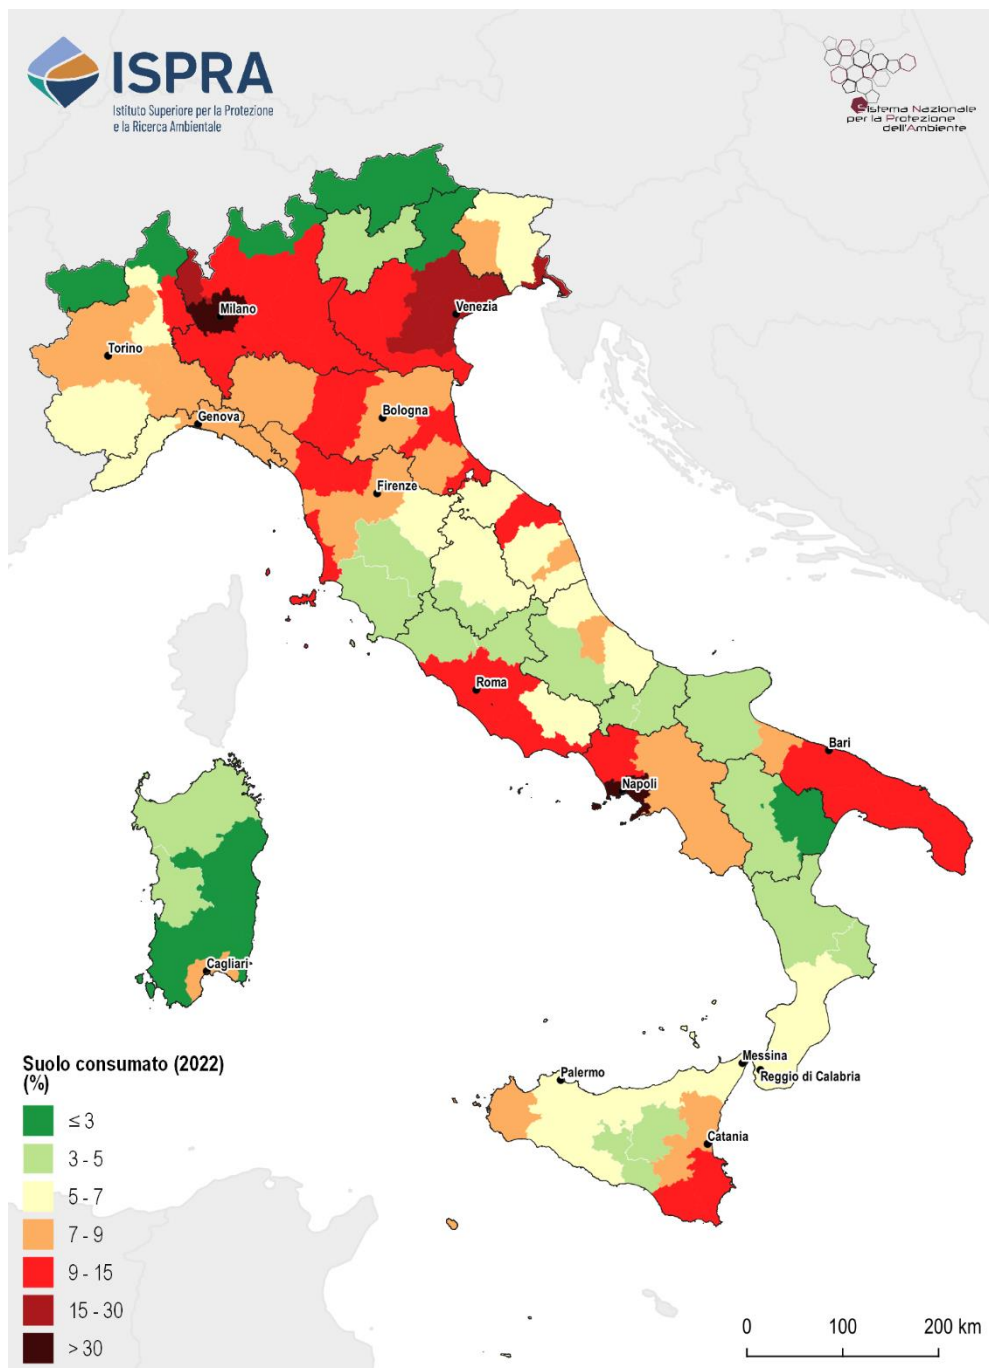 ISPRA
Istituto Superiore per la Protezione
e la Ricerca Ambientale
Sistema Nazionale
per la Protezione
dell'Ambiente
Milano
Venezia
Torino
Bologna
Genova
Firenze
Roma
Bari
Napoli
Cagliari
Messina
Reggio di Calabria
Palermo
Catania
Suolo consumato (2022)
(%)
≤ 3
3 - 5
5 - 7
7 - 9
9 - 15
15 - 30
> 30
0 100 200 km